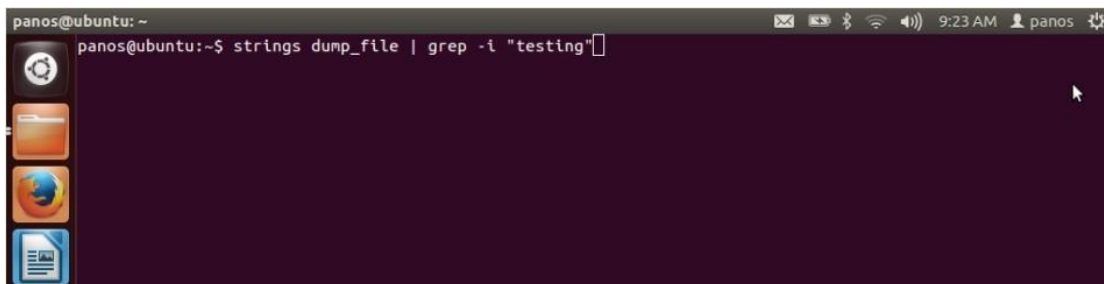 panos@ubuntu: ~ 9:23 AM panos
panos@ubuntu:~$ strings dump_file | grep -i "testing"